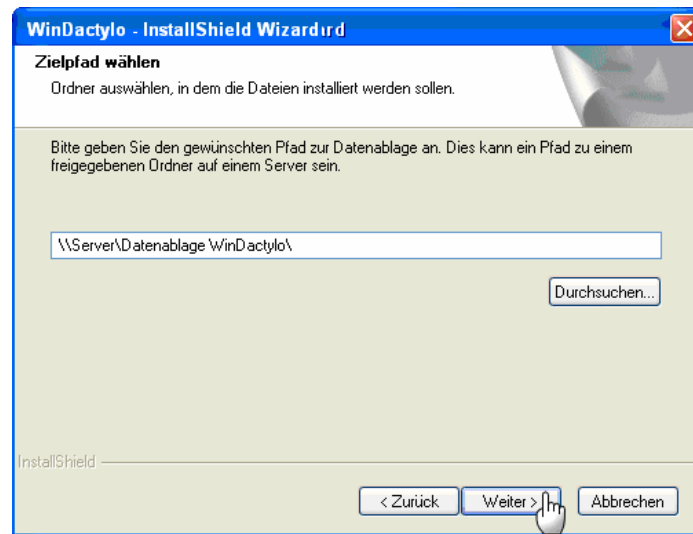 WinDactylo - InstallShield Wizardırd
Zielpfad wählen
Ordner auswählen, in dem die Dateien installiert werden sollen.
Bitte geben Sie den gewünschten Pfad zur Datenablage an. Dies kann ein Pfad zu einem
freigegebenen Ordner auf einem Server sein.
\\Server\Datenablage WinDactylo\
Durchsuchen...
InstallShield
< Zurück
Weiter >
Abbrechen